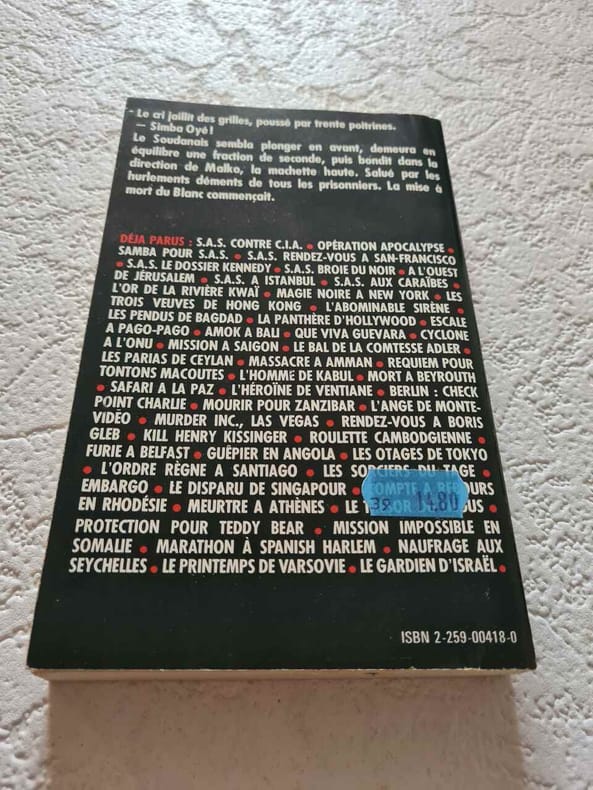 - Le cri jaillit des grilles, poussé par trente poitrines.
— Simba Oyé !
Le Soudanais sembla plonger en avant, demeura en
équilibre une fraction de seconde, puis bondit dans la
direction de Malko, la machette haute. Salué par les
hurlements déments de tous les prisonniers. La mise à
mort du Blanc commençait.
DÉJA PARUS : S.A.S. CONTRE C.I.A. • OPÉRATION APOCALYPSE •
SAMBA POUR S.A.S. • S.A.S. RENDEZ-VOUS A SAN-FRANCISCO
• S.A.S. LE DOSSIER KENNEDY • S.A.S. BROIE DU NOIR • A L'OUEST
DE JÉRUSALEM • S.A.S. A ISTANBUL • S.A.S. AUX CARAÏBES •
L'OR DE LA RIVIÈRE KWAÏ • MAGIE NOIRE A NEW YORK • LES
TROIS VEUVES DE HONG KONG • L'ABOMINABLE SIRÈNE •
LES PENDUS DE BAGDAD • LA PANTHÈRE D'HOLLYWOOD • ESCALE
A PAGO-PAGO • AMOK A BALI • QUE VIVA GUEVARA • CYCLONE
A L'ONU • MISSION A SAIGON • LE BAL DE LA COMTESSE ADLER •
LES PARIAS DE CEYLAN • MASSACRE A AMMAN • REQUIEM POUR
TONTONS MACOUTES • L'HOMME DE KABUL • MORT A BEYROUTH
• SAFARI A LA PAZ • L'HÉROÏNE DE VIENTIANE • BERLIN : CHECK
POINT CHARLIE • MOURIR POUR ZANZIBAR • L'ANGE DE MONTE-
VIDÉO • MURDER INC., LAS VEGAS • RENDEZ-VOUS A BORIS
GLEB • KILL HENRY KISSINGER • ROULETTE CAMBODGIENNE •
FURIE A BELFAST • GUÊPIER EN ANGOLA • LES OTAGES DE TOKYO
• L'ORDRE RÈGNE A SANTIAGO • LES SORCIERS DU TAGE •
EMBARGO • LE DISPARU DE SINGAPOUR • COMPTE A REBOURS
EN RHODÉSIE • MEURTRE A ATHÈNES • LE 39 14,80
PROTECTION POUR TEDDY BEAR • MISSION IMPOSSIBLE EN
SOMALIE • MARATHON À SPANISH HARLEM • NAUFRAGE AUX
SEYCHELLES • LE PRINTEMPS DE VARSOVIE • LE GARDIEN D'ISRAËL •
ISBN 2-259-00418-0